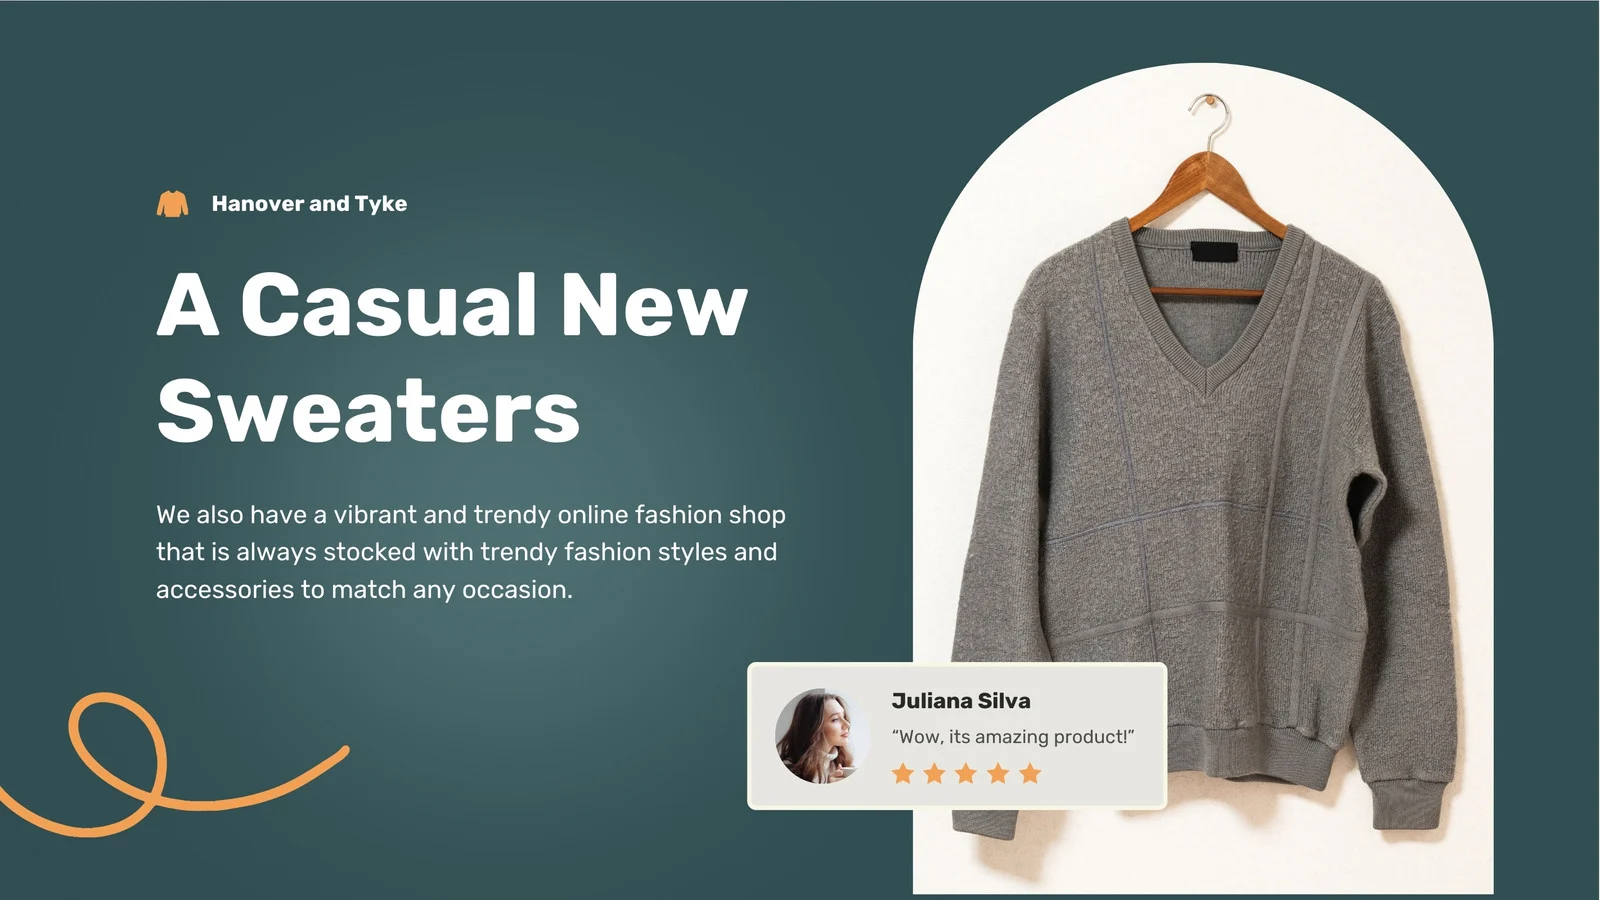 Hanover and Tyke
A Casual New
Sweaters
We also have a vibrant and trendy online fashion shop
that is always stocked with trendy fashion styles and
accessories to match any occasion.
Juliana Silva
“Wow, its amazing product!”